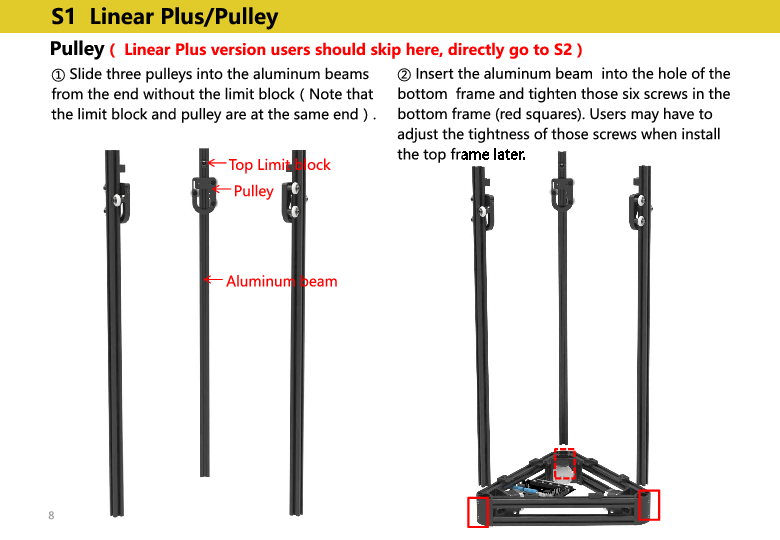 S1 Linear Plus/Pulley
Pulley ( Linear Plus version users should skip here, directly go to S2 )
① Slide three pulleys into the aluminum beams
from the end without the limit block ( Note that
the limit block and pulley are at the same end ) .
② Insert the aluminum beam into the hole of the
bottom frame and tighten those six screws in the
bottom frame (red squares). Users may have to
adjust the tightness of those screws when install
the top frame later.
Top Limit block
Pulley
Aluminum beam
8